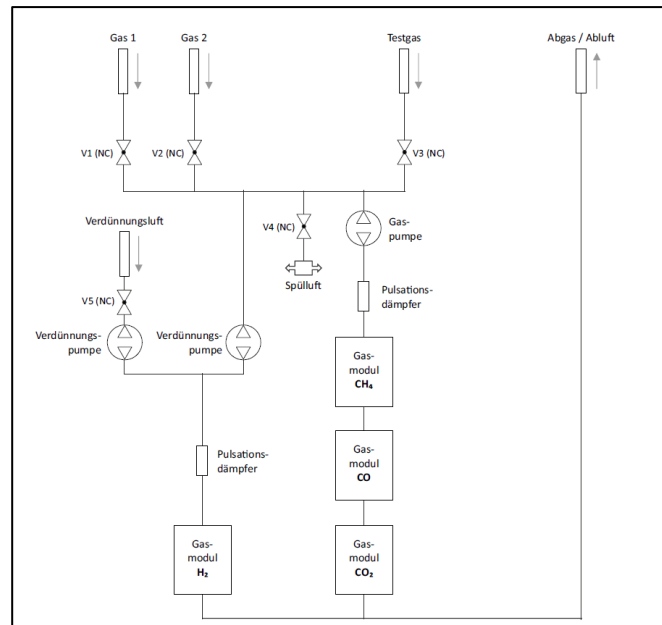 Gas 1
Gas 2
Testgas
Abgas / Abluft
V1 (NC)
V2 (NC)
V3 (NC)
Verdünnungsluft
V4 (NC)
Gas-
pumpe
Spülluft
V5 (NC)
Pulsations-
dämpfer
Verdünnungs-
pumpe
Verdünnungs-
pumpe
Gas-
modul
CH₄
Pulsations-
dämpfer
Gas-
modul
CO
Gas-
modul
H₂
Gas-
modul
CO₂